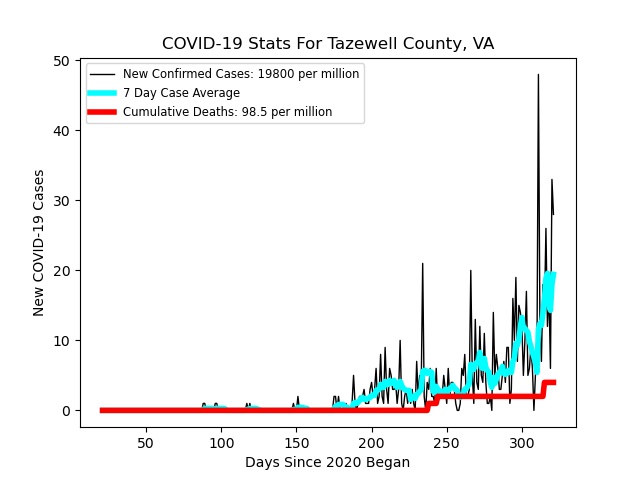 COVID-19 Stats For Tazewell County, VA
New Confirmed Cases: 19800 per million
7 Day Case Average
Cumulative Deaths: 98.5 per million
50
40
30
20
10
0
New COVID-19 Cases
50 100 150 200 250 300
Days Since 2020 Began